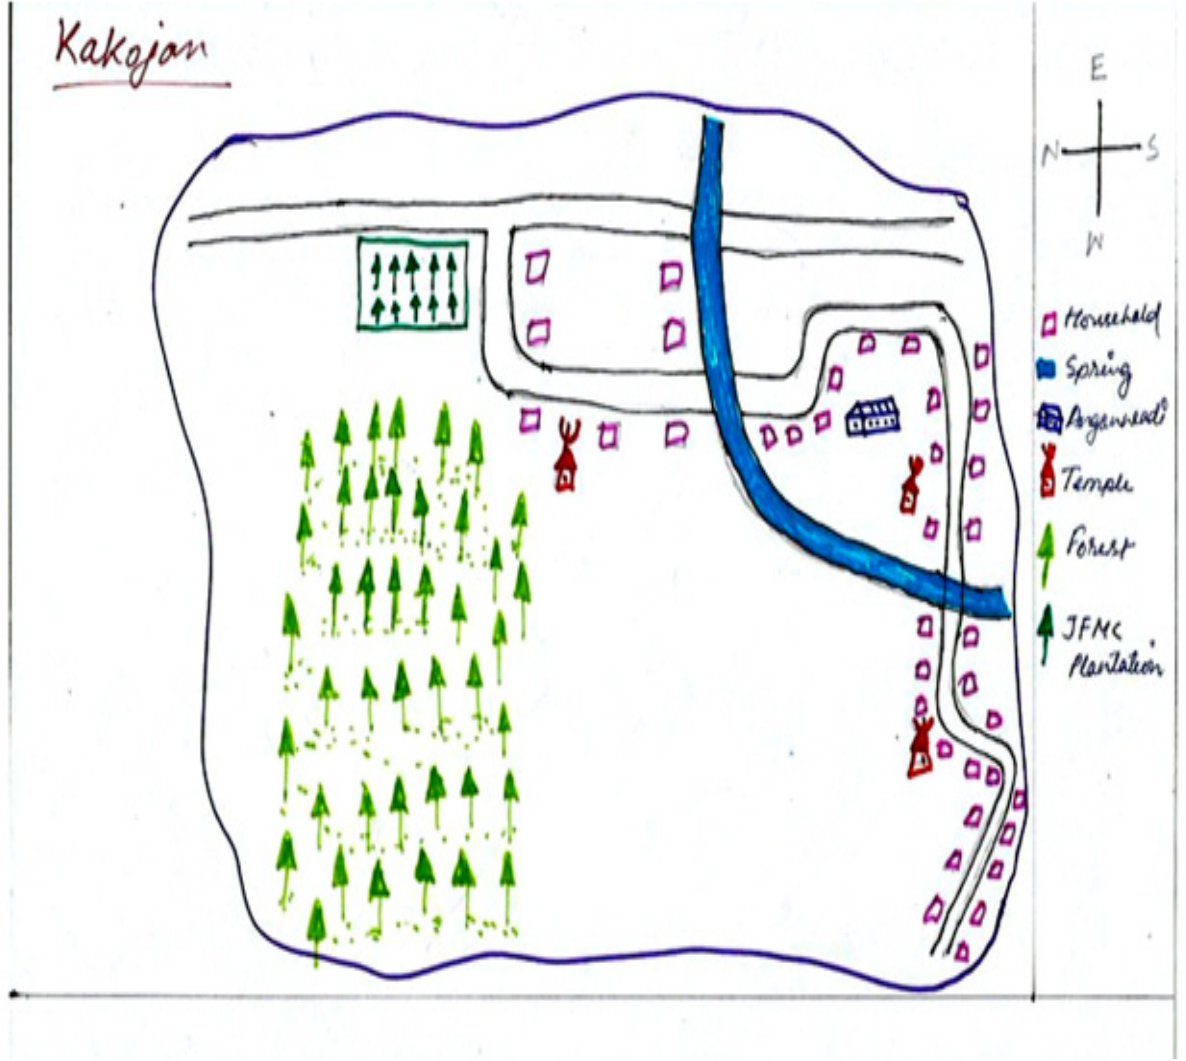 Kakojan
E
N S
W
Household
Spring
Anganwadi
Temple
Forest
JFMC
Plantation